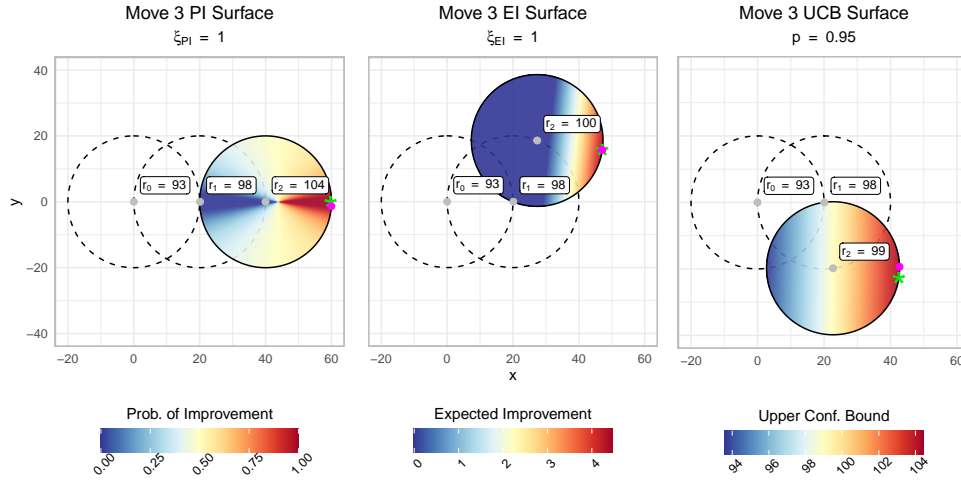 Move 3 PI Surface
ξPI = 1
Move 3 EI Surface
ξEI = 1
Move 3 UCB Surface
p = 0.95
y
40
20
0
−20
−40
r0 = 93
r1 = 98
r2 = 104
−20 0 20 40 60
r2 = 100
r0 = 93
r1 = 98
−20 0 20 40 60
x
r0 = 93
r1 = 98
r2 = 99
−20 0 20 40 60
Prob. of Improvement
0.00 0.25 0.50 0.75 1.00
Expected Improvement
0 1 2 3 4
Upper Conf. Bound
94 96 98 100 102 104